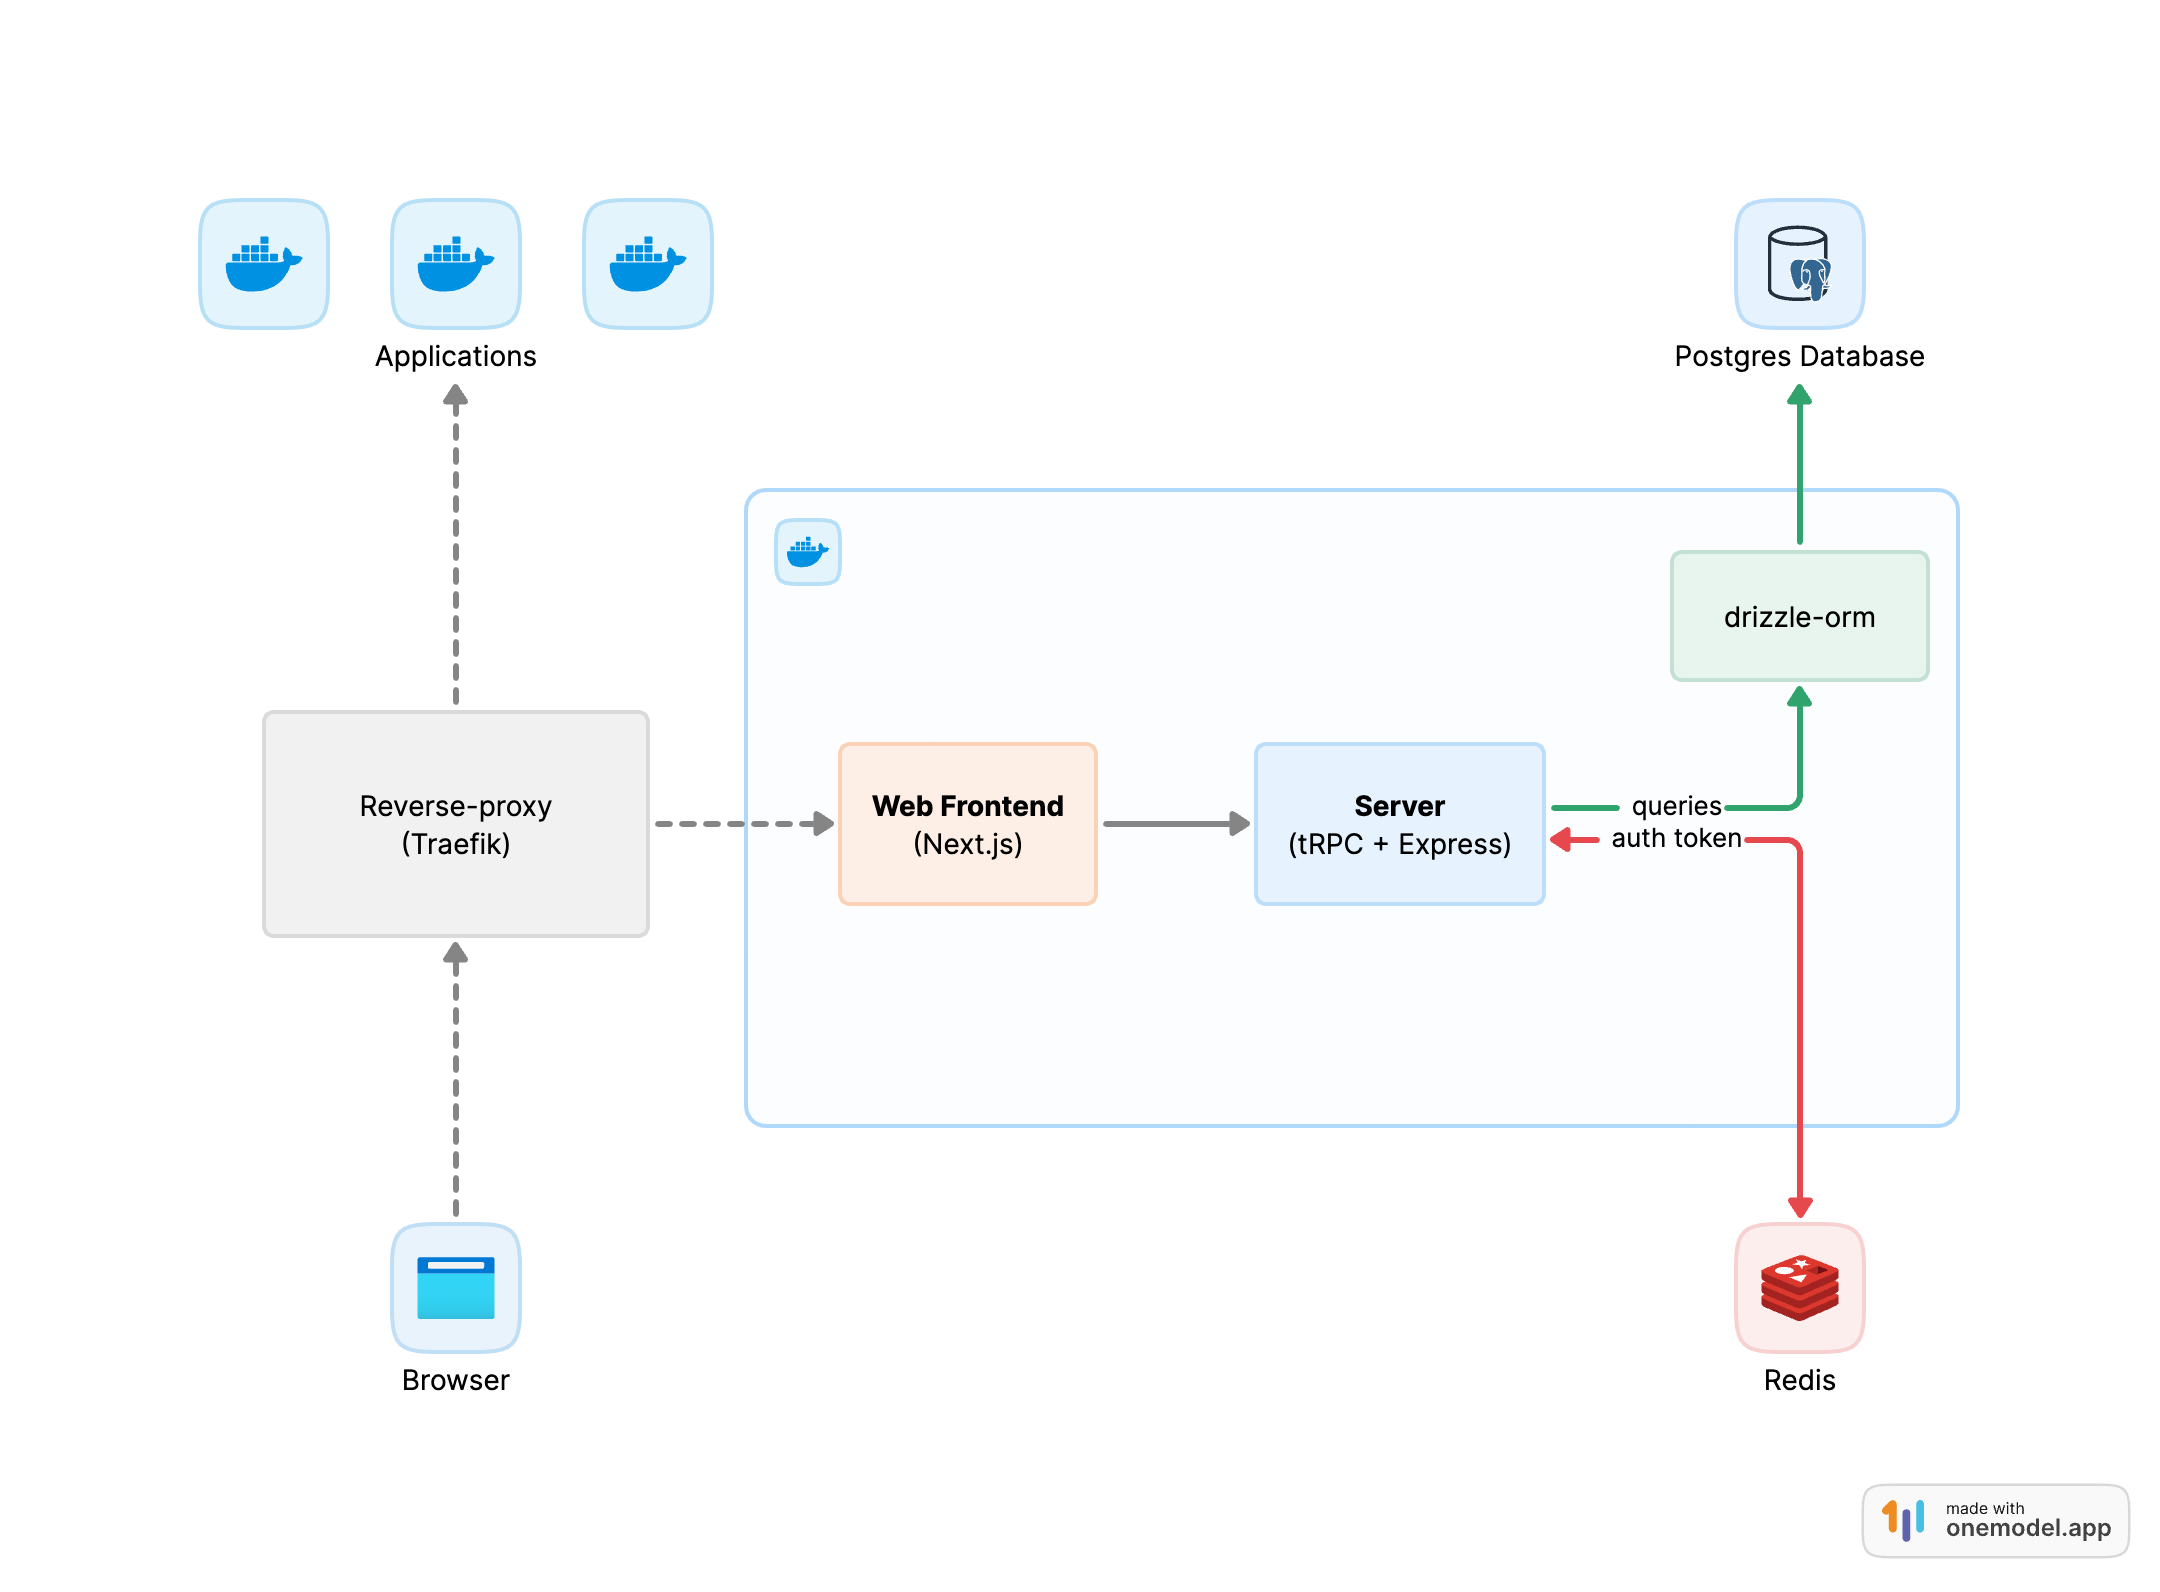 Applications
Postgres Database
drizzle-orm
Reverse-proxy
(Traefik)
Web Frontend
(Next.js)
Server
(tRPC + Express)
queries
auth token
Browser
Redis
made with
onemodel.app